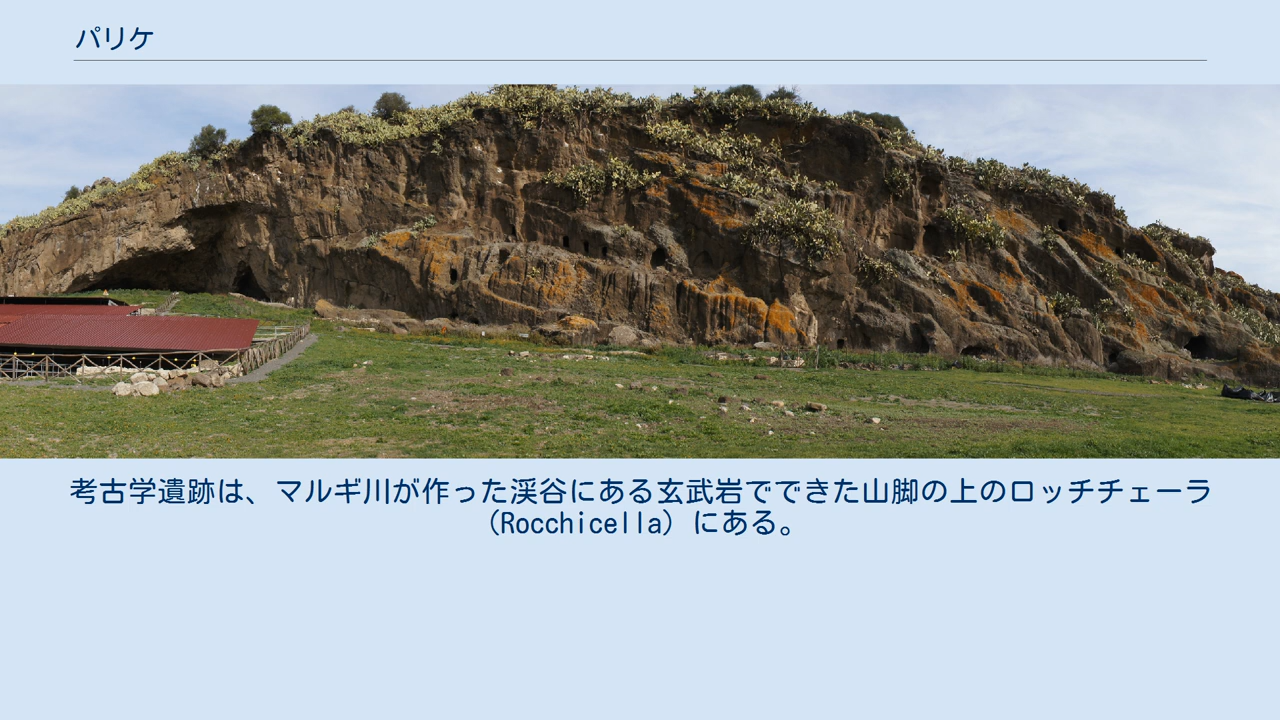 パリケ
考古学遺跡は、マルギ川が作った渓谷にある玄武岩でできた山脚の上のロッチチェーラ
(Rocchicella) にある。